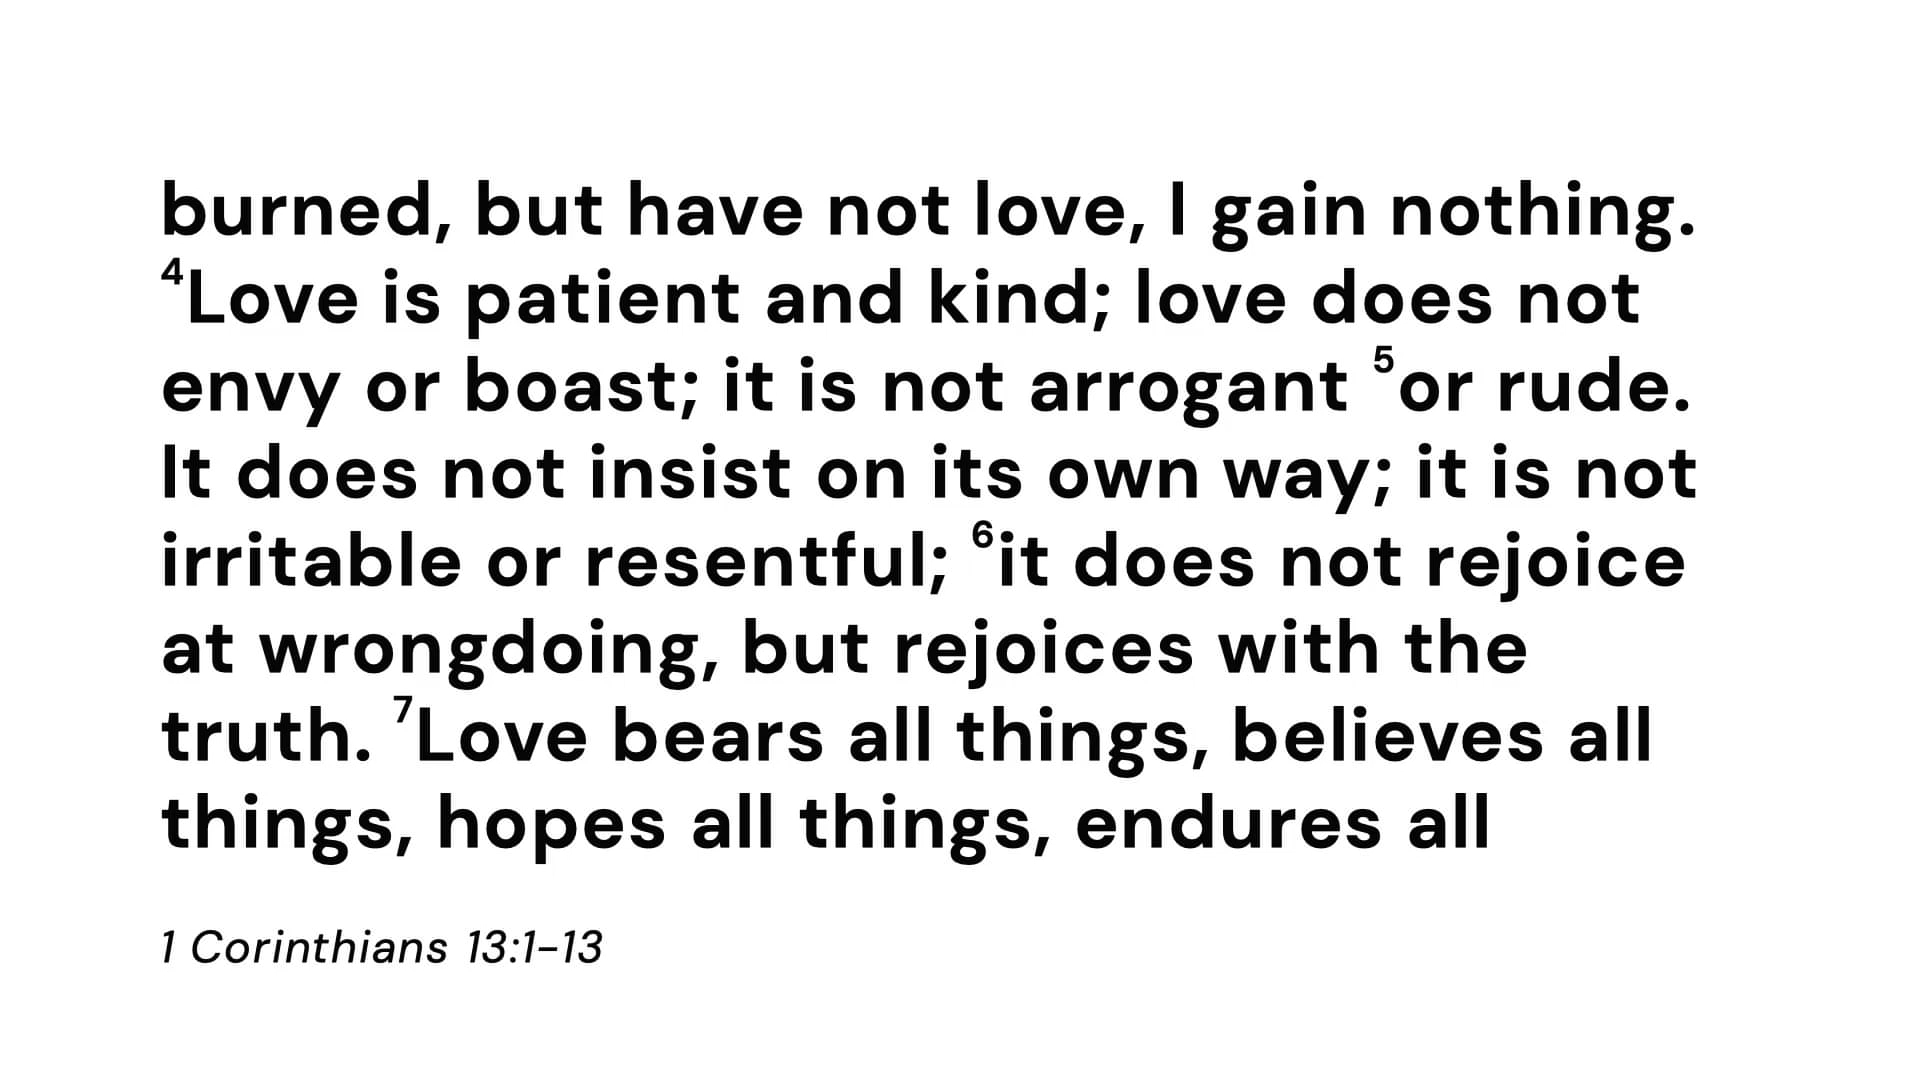 burned, but have not love, I gain nothing.
⁴Love is patient and kind; love does not
envy or boast; it is not arrogant ⁵or rude.
It does not insist on its own way; it is not
irritable or resentful; ⁶it does not rejoice
at wrongdoing, but rejoices with the
truth. ⁷Love bears all things, believes all
things, hopes all things, endures all
1 Corinthians 13:1–13